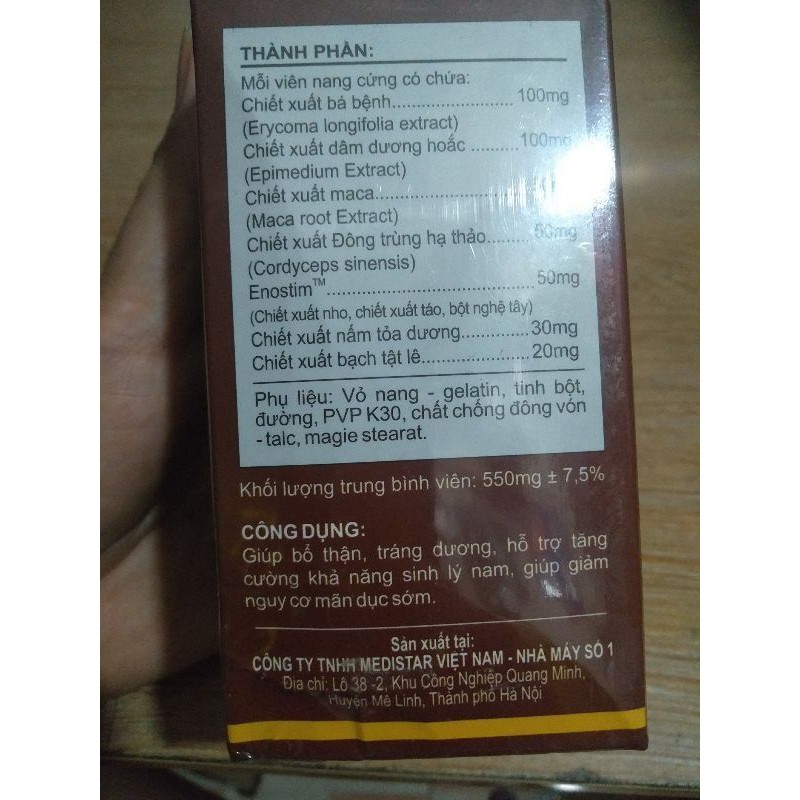 THÀNH PHẦN:
Mỗi viên nang cứng có chứa:
Chiết xuất bá bệnh........................ 100mg
(Erycoma longifolia extract)
Chiết xuất dâm dương hoắc ..........100mg
(Epimedium Extract)
Chiết xuất maca...........................
(Maca root Extract)
Chiết xuất Đông trùng hạ thảo.........50mg
(Cordyceps sinensis)
Enostim™.......................................50mg
(Chiết xuất nho, chiết xuất táo, bột nghệ tây)
Chiết xuất nấm tỏa dương..............30mg
Chiết xuất bạch tật lê......................20mg
Phụ liệu: Vỏ nang - gelatin, tinh bột,
đường, PVP K30, chất chống đông vón
- talc, magie stearat.
Khối lượng trung bình viên: 550mg ± 7,5%
CÔNG DỤNG:
Giúp bổ thận, tráng dương, hỗ trợ tăng
cường khả năng sinh lý nam, giúp giảm
nguy cơ mãn dục sớm.
Sản xuất tại:
CÔNG TY TNHH MEDISTAR VIỆT NAM - NHÀ MÁY SỐ 1
Địa chỉ: Lô 38 -2, Khu Công Nghiệp Quang Minh,
Huyện Mê Linh, Thành phố Hà Nội